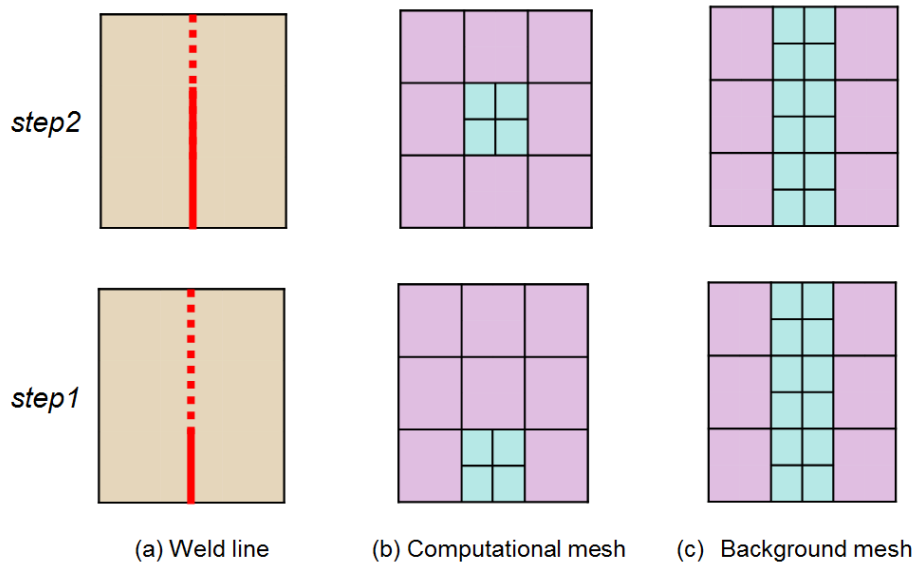 step2
step1
(a) Weld line
(b) Computational mesh
(c) Background mesh